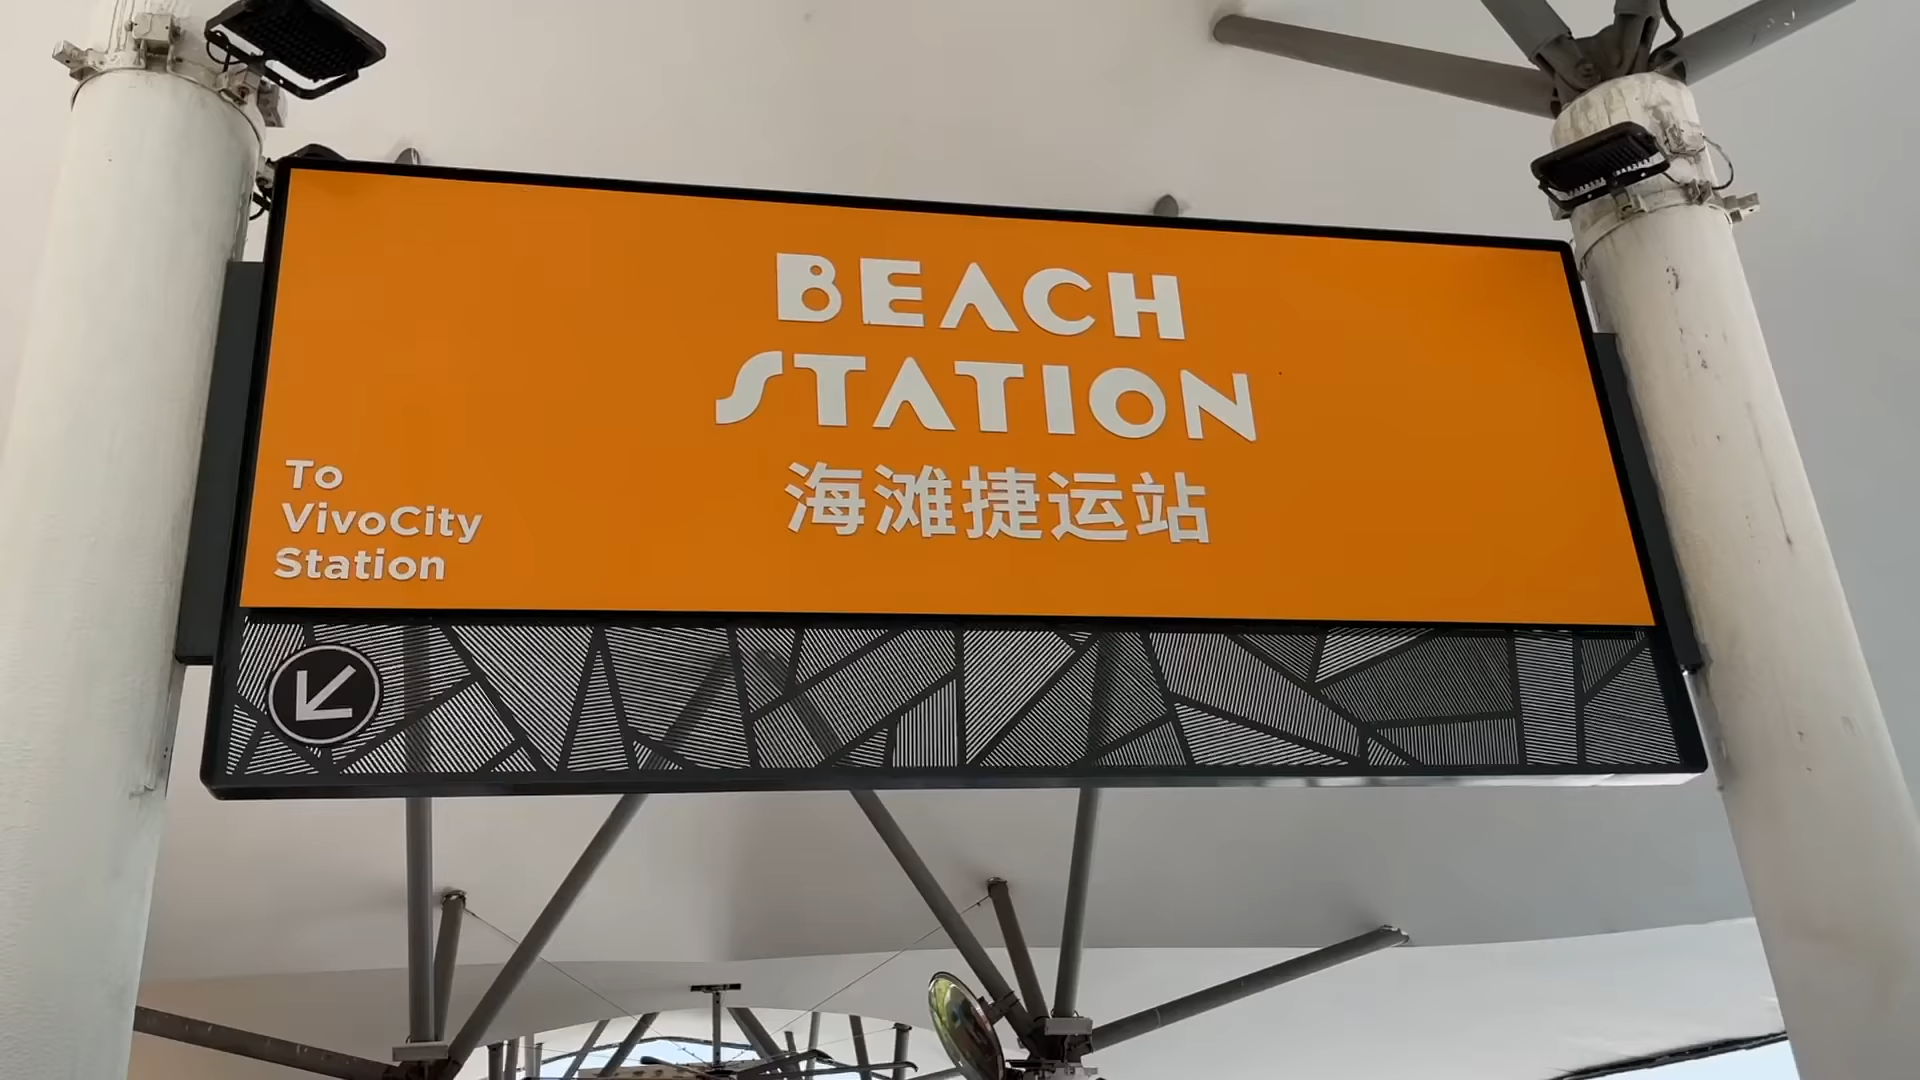 BEACH
STATION
海滩捷运站
To
VivoCity
Station